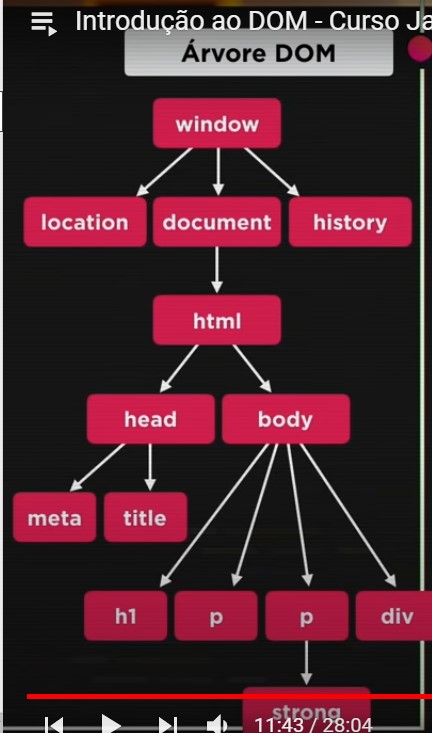 Introdução ao DOM - Curso Ja
Árvore DOM
window
location document history
html
head body
meta title
h1 p p div
strong
11:43 / 28:04